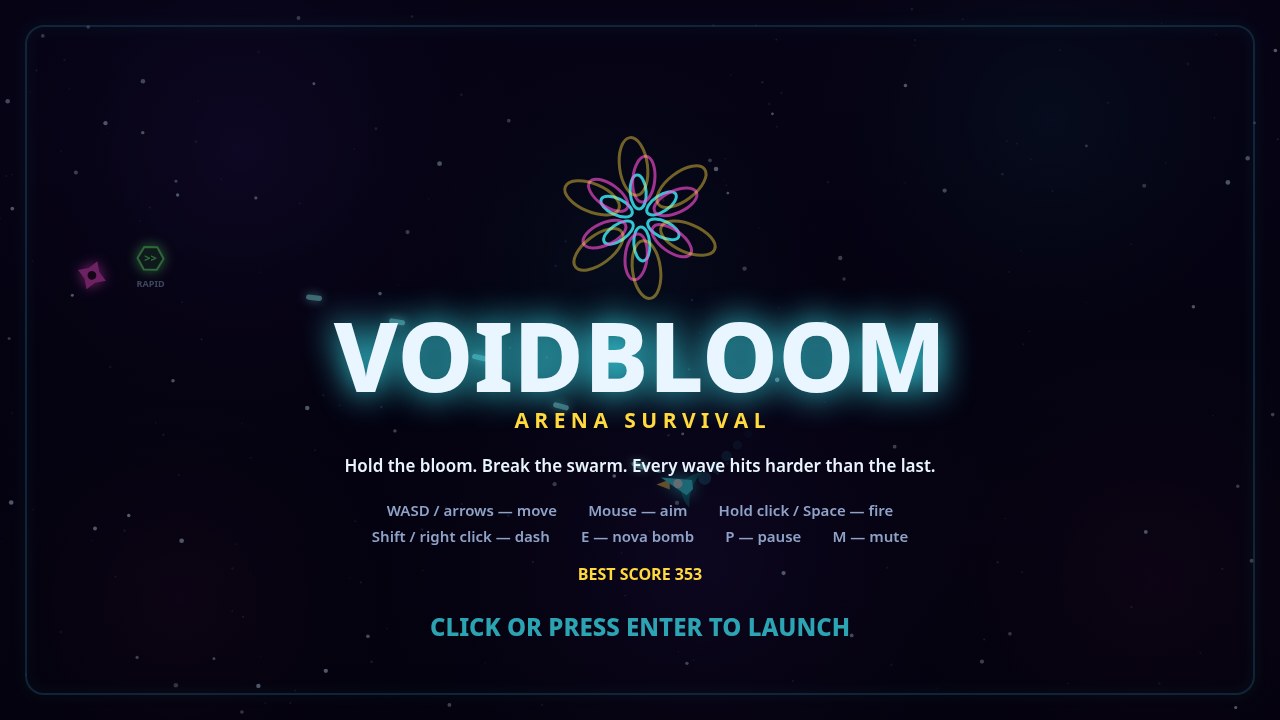 >>
RAPID
VOIDBLOOM
ARENA SURVIVAL
Hold the bloom. Break the swarm. Every wave hits harder than the last.
WASD / arrows — move Mouse — aim Hold click / Space — fire
Shift / right click — dash E — nova bomb P — pause M — mute
BEST SCORE 353
CLICK OR PRESS ENTER TO LAUNCH